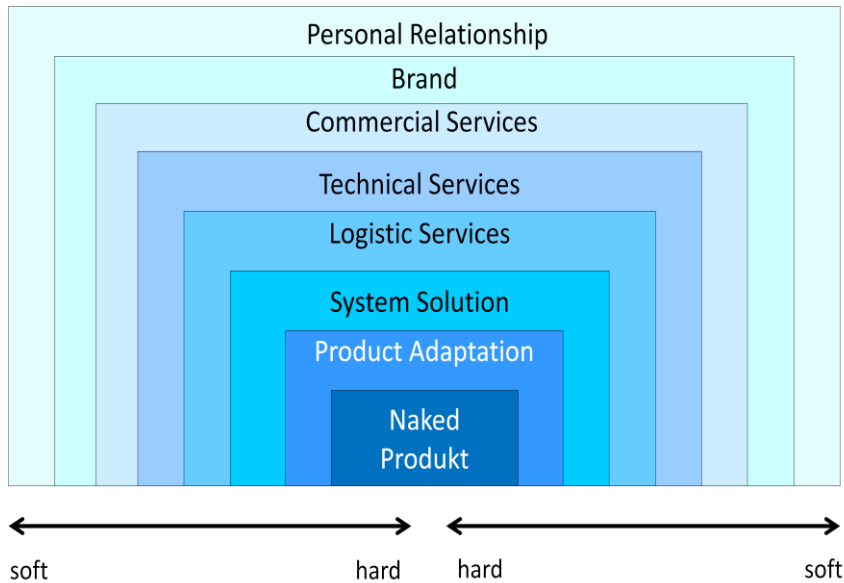 Personal Relationship
Brand
Commercial Services
Technical Services
Logistic Services
System Solution
Product Adaptation
Naked
Produkt
soft hard hard soft